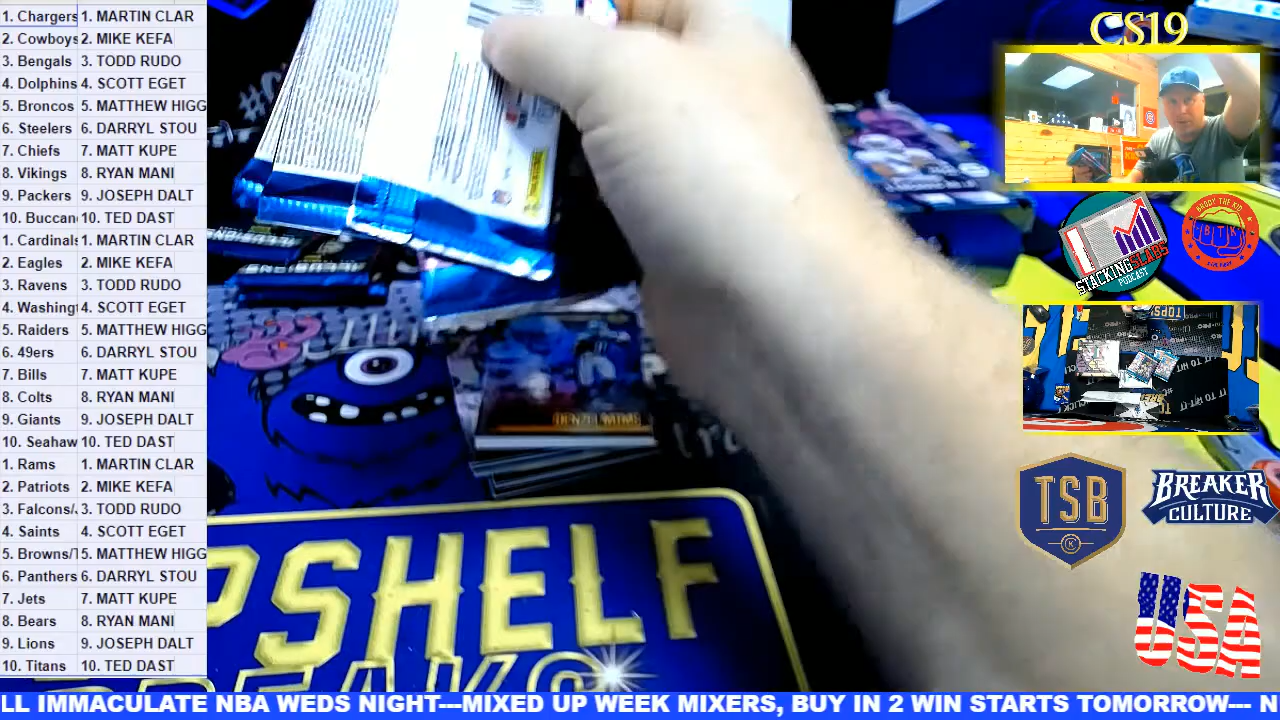 1. Chargers 1. MARTIN CLAR
2. Cowboys 2. MIKE KEFA
3. Bengals 3. TODD RUDO
4. Dolphins 4. SCOTT EGET
5. Broncos 5. MATTHEW HIGG
6. Steelers 6. DARRYL STOU
7. Chiefs 7. MATT KUPE
8. Vikings 8. RYAN MANI
9. Packers 9. JOSEPH DALT
10. Buccan 10. TED DAST
1. Cardinals 1. MARTIN CLAR
2. Eagles 2. MIKE KEFA
3. Ravens 3. TODD RUDO
4. Washingt 4. SCOTT EGET
5. Raiders 5. MATTHEW HIGG
6. 49ers 6. DARRYL STOU
7. Bills 7. MATT KUPE
8. Colts 8. RYAN MANI
9. Giants 9. JOSEPH DALT
10. Seahaw 10. TED DAST
1. Rams 1. MARTIN CLAR
2. Patriots 2. MIKE KEFA
3. Falcons/ 3. TODD RUDO
4. Saints 4. SCOTT EGET
5. Browns/ 5. MATTHEW HIGG
6. Panthers 6. DARRYL STOU
7. Jets 7. MATT KUPE
8. Bears 8. RYAN MANI
9. Lions 9. JOSEPH DALT
10. Titans 10. TED DAST
DENZEL MIMS
PSHELF
BREAKS
CS19
STACKING SLABS
PODCAST
BRODY THE KID
BTK
TSB
K
BREAKER
CULTURE
USA
LL IMMACULATE NBA WEDS NIGHT---MIXED UP WEEK MIXERS, BUY IN 2 WIN STARTS TOMORROW--- N